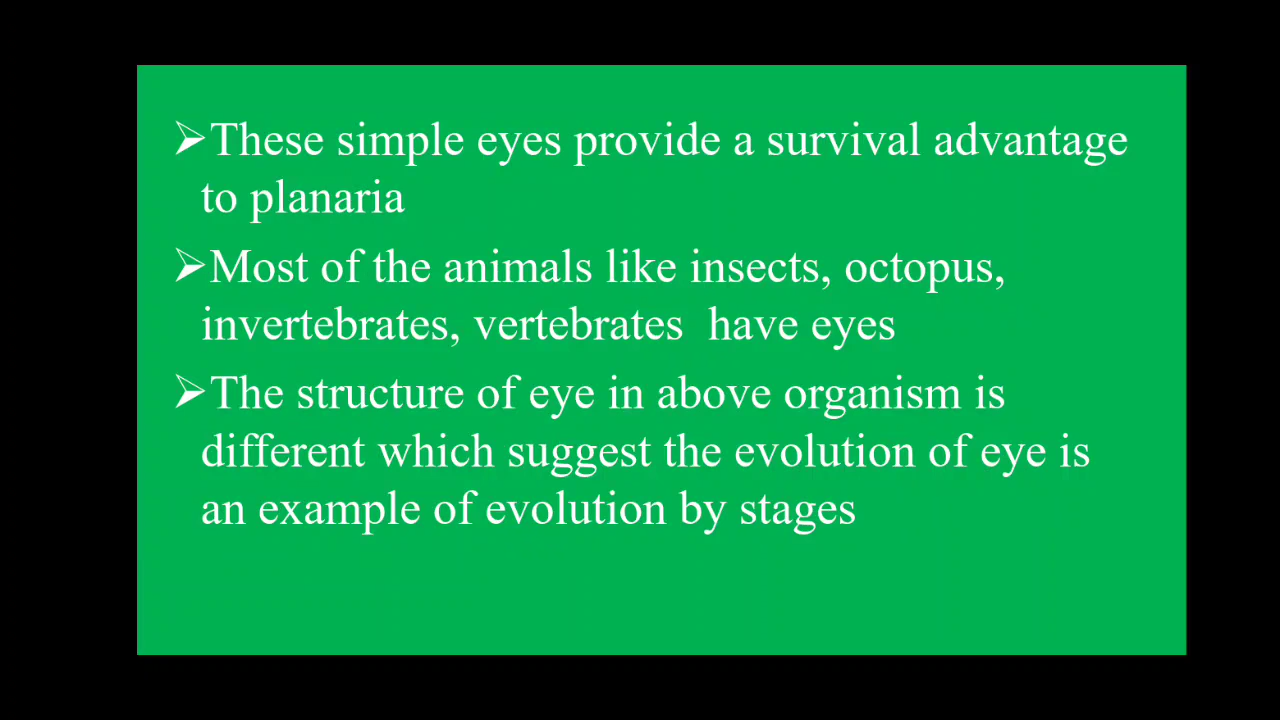 ➢These simple eyes provide a survival advantage
to planaria
➢Most of the animals like insects, octopus,
invertebrates, vertebrates  have eyes
➢The structure of eye in above organism is
different which suggest the evolution of eye is
an example of evolution by stages